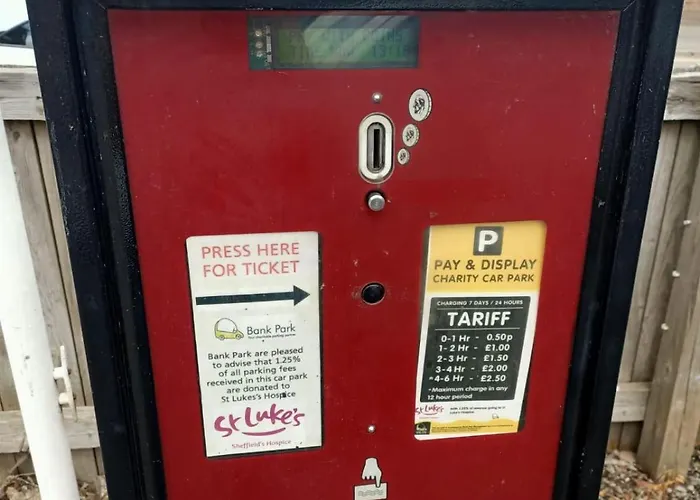 PRESS HERE
FOR TICKET
Bank Park
Bank Park are pleased
to advise that 1.25%
of all parking fees
received in this car park
are donated to
St Luke's Hospice
St Luke's
Sheffield's Hospice
P
PAY & DISPLAY
CHARITY CAR PARK
CHARGING 7 DAYS / 24 HOURS
TARIFF
0-1 Hr - 0.50p
1-2 Hr - £1.00
2-3 Hr - £1.50
3-4 Hr - £2.00
*4-6 Hr - £2.50
*Maximum charge in any
12 hour period
St Luke's